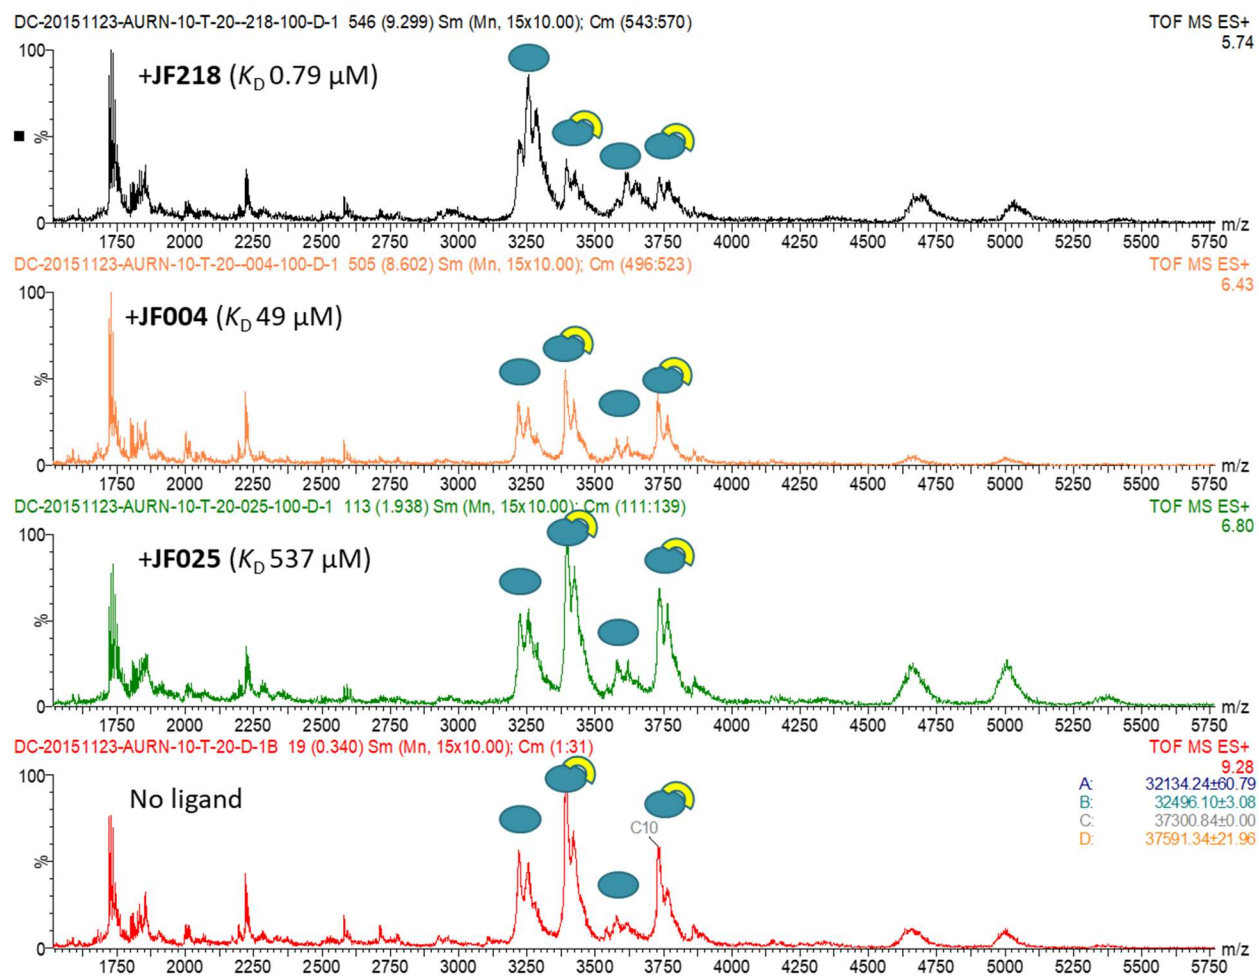 DC-20151123-AURN-10-T-20--218-100-D-1 546 (9.299) Sm (Mn, 15x10.00); Cm (543:570)
TOF MS ES+
5.74
100
+JF218 (KD 0.79 µM)
%
0
1750 2000 2250 2500 2750 3000 3250 3500 3750 4000 4250 4500 4750 5000 5250 5500 5750
m/z
DC-20151123-AURN-10-T-20--004-100-D-1 505 (8.602) Sm (Mn, 15x10.00); Cm (496:523)
TOF MS ES+
6.43
100
+JF004 (KD 49 µM)
%
0
1750 2000 2250 2500 2750 3000 3250 3500 3750 4000 4250 4500 4750 5000 5250 5500 5750
m/z
DC-20151123-AURN-10-T-20-025-100-D-1 113 (1.938) Sm (Mn, 15x10.00); Cm (111:139)
TOF MS ES+
6.80
100
+JF025 (KD 537 µM)
%
0
1750 2000 2250 2500 2750 3000 3250 3500 3750 4000 4250 4500 4750 5000 5250 5500 5750
m/z
DC-20151123-AURN-10-T-20-D-1B 19 (0.340) Sm (Mn, 15x10.00); Cm (1:31)
TOF MS ES+
9.28
100
No ligand
A: 32134.24±60.79
B: 32496.10±3.08
C: 37300.84±0.00
D: 37591.34±21.96
C10
%
0
1750 2000 2250 2500 2750 3000 3250 3500 3750 4000 4250 4500 4750 5000 5250 5500 5750
m/z